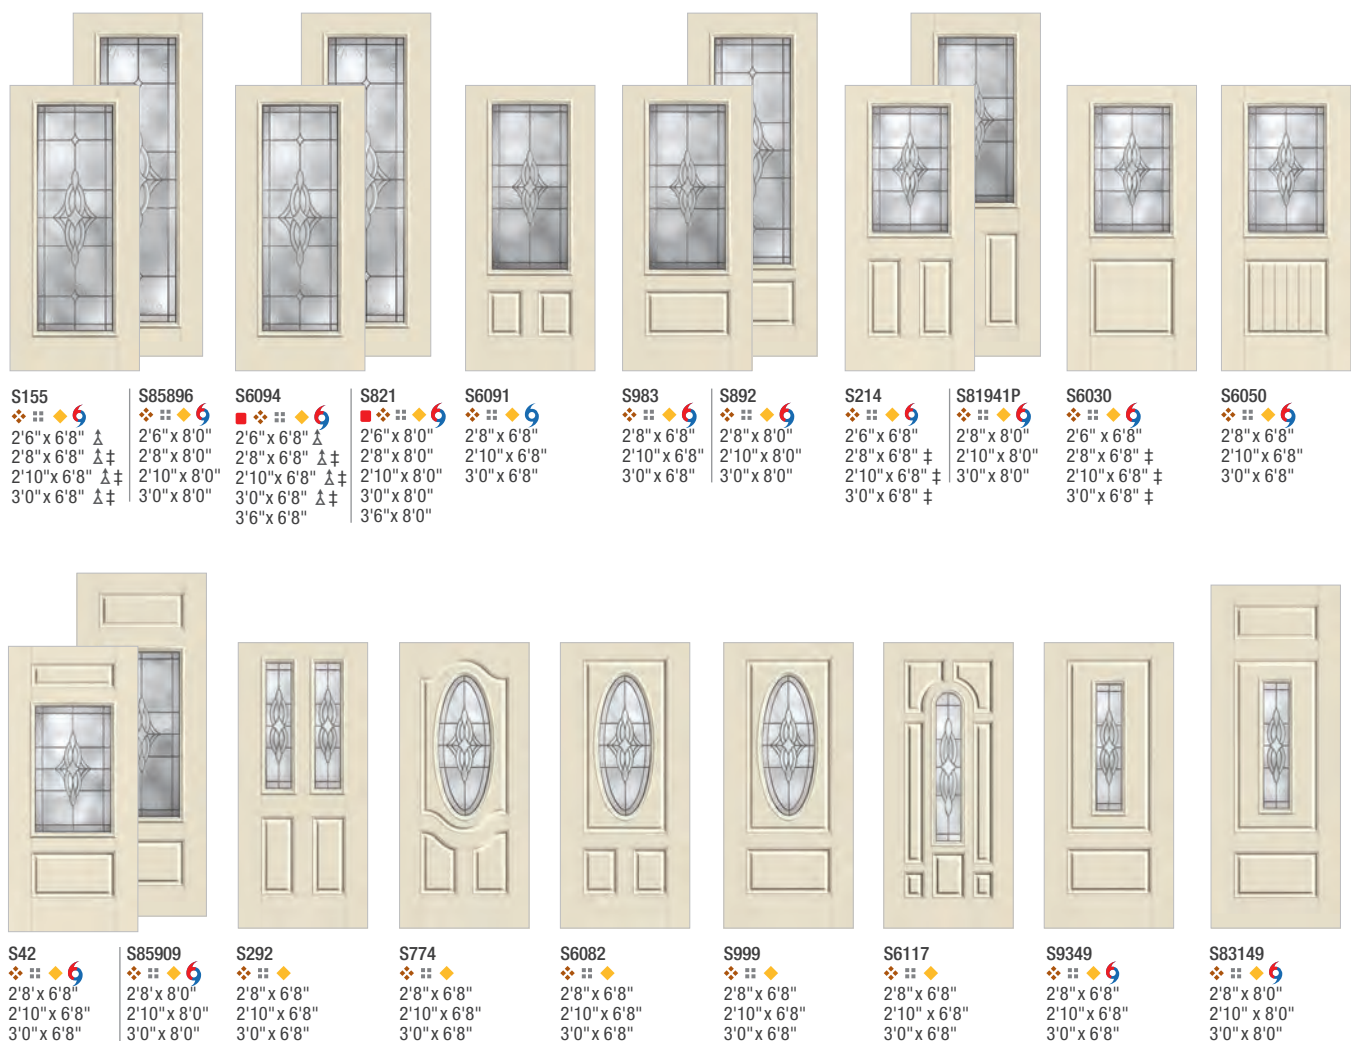 S155
2'6" x 6'8"
2'8" x 6'8" ‡
2'10" x 6'8" ‡
3'0" x 6'8" ‡
S85896
2'6" x 8'0"
2'8" x 8'0"
2'10" x 8'0"
3'0" x 8'0"
S6094
2'6" x 6'8"
2'8" x 6'8" ‡
2'10" x 6'8" ‡
3'0" x 6'8" ‡
3'6" x 6'8"
S821
2'6" x 8'0"
2'8" x 8'0"
2'10" x 8'0"
3'0" x 8'0"
3'6" x 8'0"
S6091
2'8" x 6'8"
2'10" x 6'8"
3'0" x 6'8"
S983
2'8" x 6'8"
2'10" x 6'8"
3'0" x 6'8"
S892
2'8" x 8'0"
2'10" x 8'0"
3'0" x 8'0"
S214
2'6" x 6'8"
2'8" x 6'8" ‡
2'10" x 6'8" ‡
3'0" x 6'8" ‡
S81941P
2'8" x 8'0"
2'10" x 8'0"
3'0" x 8'0"
S6030
2'6" x 6'8"
2'8" x 6'8" ‡
2'10" x 6'8" ‡
3'0" x 6'8" ‡
S6050
2'8" x 6'8"
2'10" x 6'8"
3'0" x 6'8"
S42
2'8' x 6'8"
2'10" x 6'8"
3'0" x 6'8"
S85909
2'8' x 8'0"
2'10" x 8'0"
3'0" x 8'0"
S292
2'8" x 6'8"
2'10" x 6'8"
3'0" x 6'8"
S774
2'8" x 6'8"
2'10" x 6'8"
3'0" x 6'8"
S6082
2'8" x 6'8"
2'10" x 6'8"
3'0" x 6'8"
S999
2'8" x 6'8"
2'10" x 6'8"
3'0" x 6'8"
S6117
2'8" x 6'8"
2'10" x 6'8"
3'0" x 6'8"
S9349
2'8" x 6'8"
2'10" x 6'8"
3'0" x 6'8"
S83149
2'8" x 8'0"
2'10" x 8'0"
3'0" x 8'0"